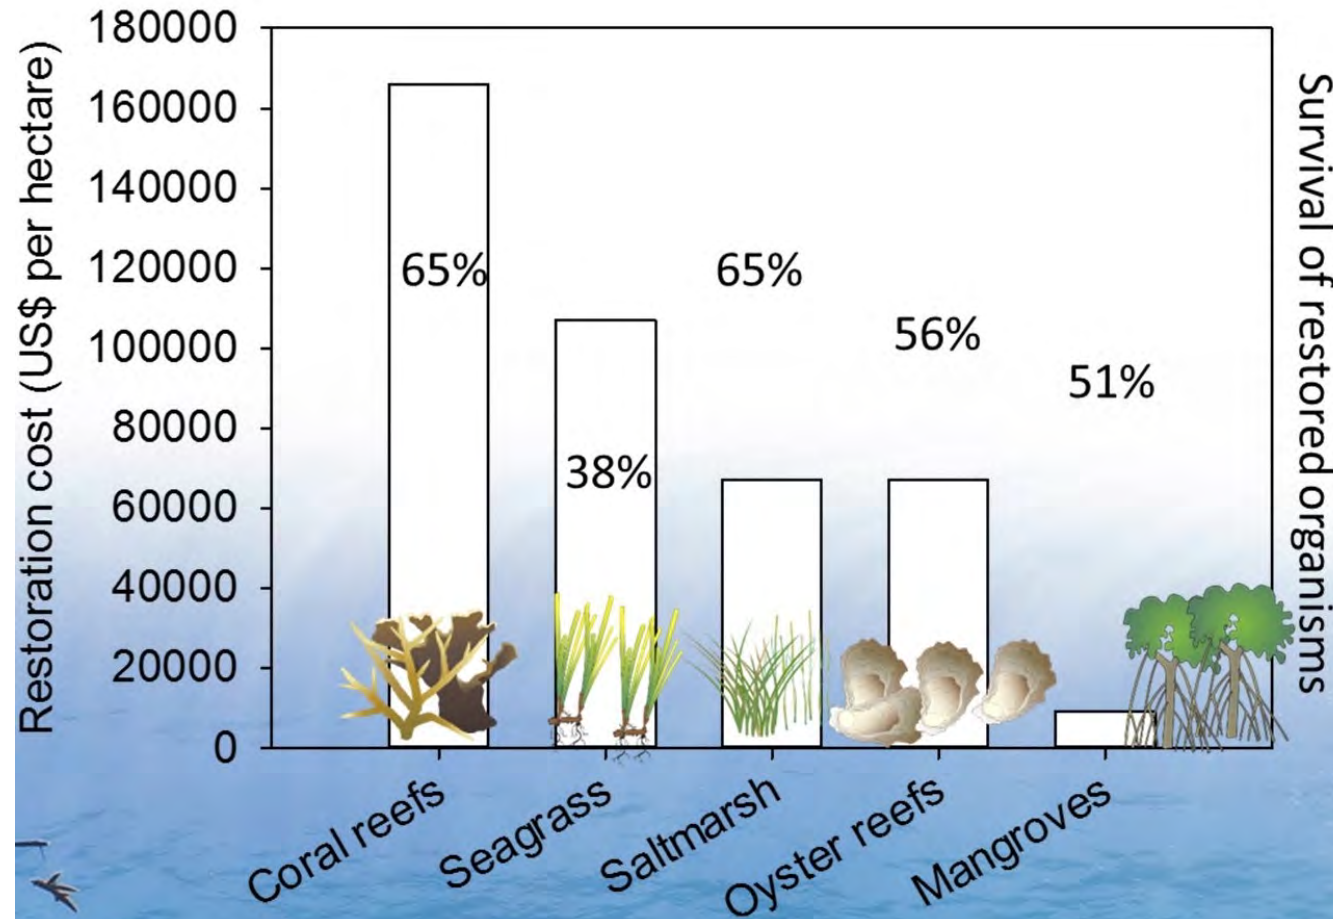 Restoration cost (US$ per hectare)
180000
160000
140000
120000
100000
80000
60000
40000
20000
0
65%
38%
65%
56%
51%
Coral reefs
Seagrass
Saltmarsh
Oyster reefs
Mangroves
Survival of restored organisms